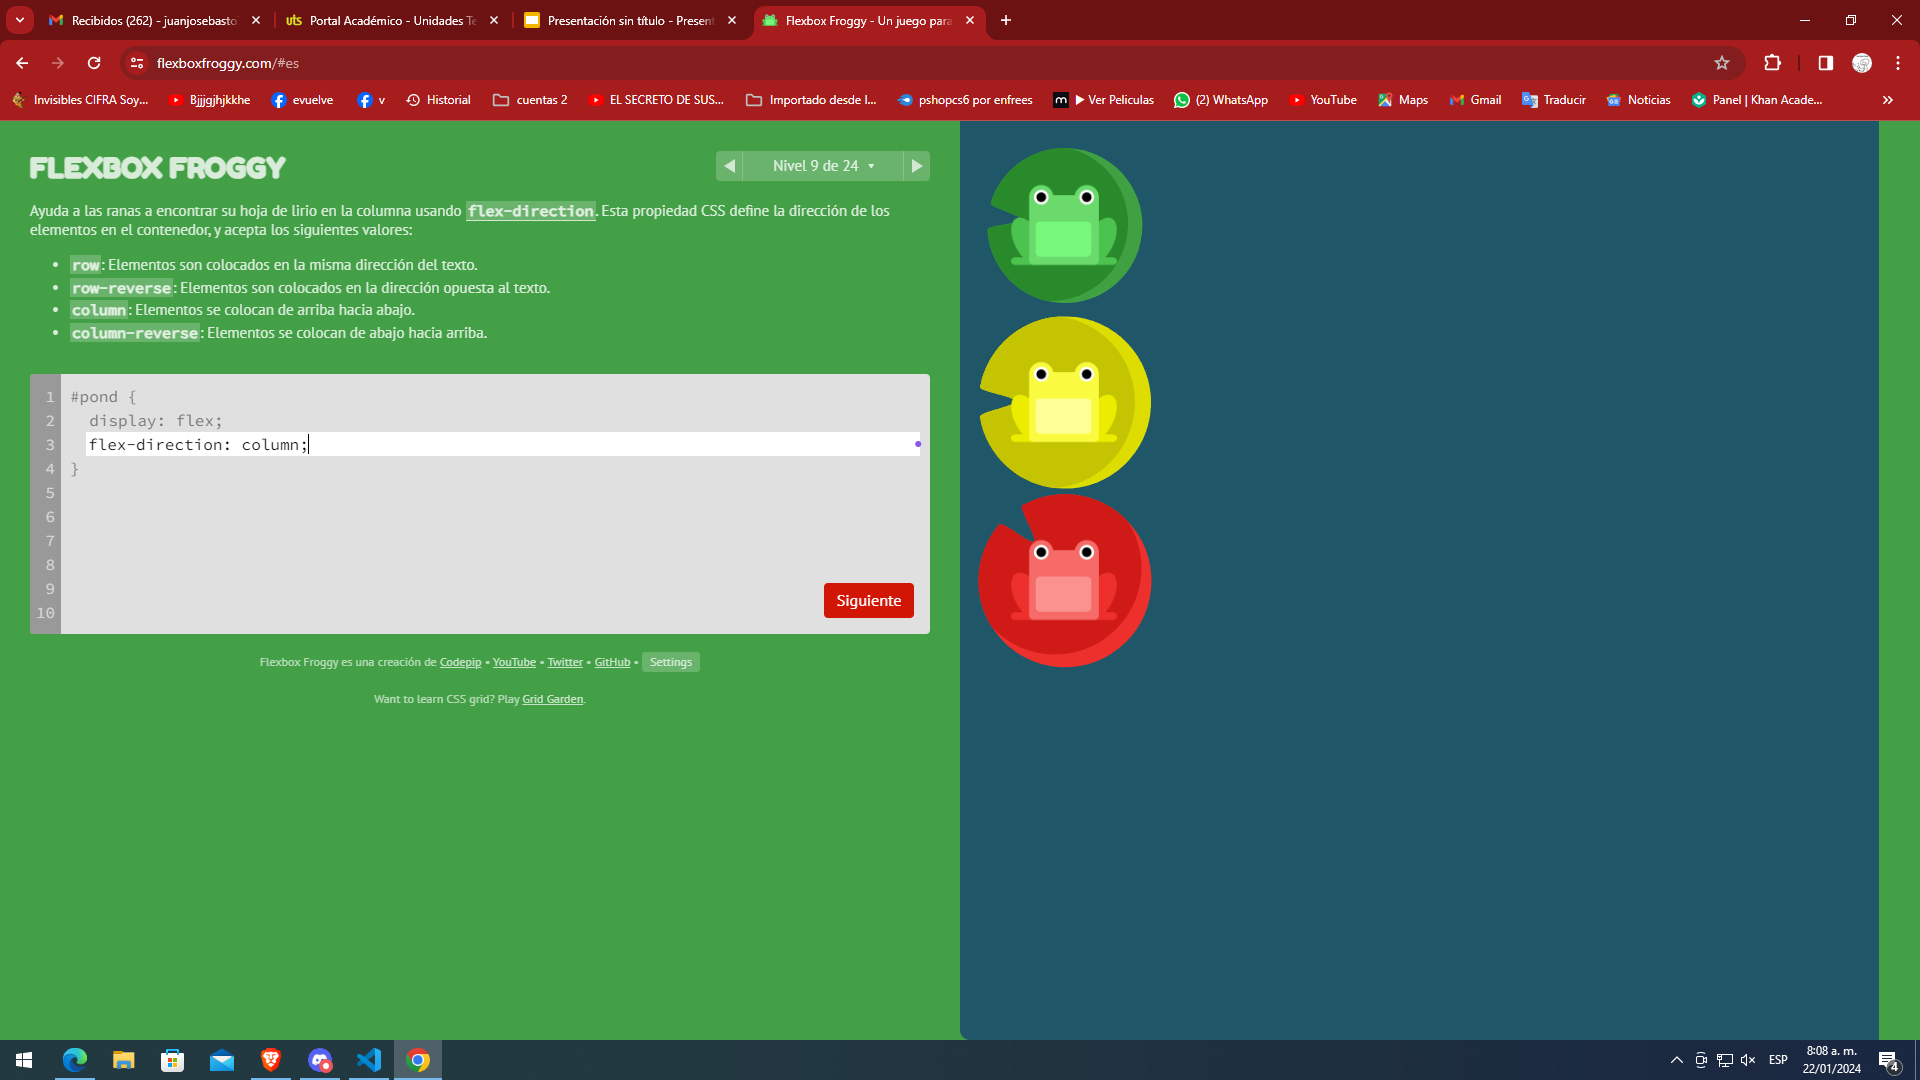 Recibidos (262) - juanjosebasto
Portal Académico - Unidades Te
Presentación sin título - Present
Flexbox Froggy - Un juego para
flexboxfroggy.com/#es
Invisibles CIFRA Soy...
Bjjjgjhjkkhe
evuelve
v
Historial
cuentas 2
EL SECRETO DE SUS...
Importado desde l...
pshopcs6 por enfrees
▶ Ver Peliculas
(2) WhatsApp
YouTube
Maps
Gmail
Traducir
Noticias
Panel | Khan Acade...
FLEXBOX FROGGY
Nivel 9 de 24
Ayuda a las ranas a encontrar su hoja de lirio en la columna usando flex-direction. Esta propiedad CSS define la dirección de los
elementos en el contenedor, y acepta los siguientes valores:
• row: Elementos son colocados en la misma dirección del texto.
• row-reverse: Elementos son colocados en la dirección opuesta al texto.
• column: Elementos se colocan de arriba hacia abajo.
• column-reverse: Elementos se colocan de abajo hacia arriba.
1 #pond {
2 display: flex;
3 flex-direction: column;
4 }
5
6
7
8
9
10
Siguiente
Flexbox Froggy es una creación de Codepip • YouTube • Twitter • GitHub • Settings
Want to learn CSS grid? Play Grid Garden.
ESP
8:08 a. m.
22/01/2024
4